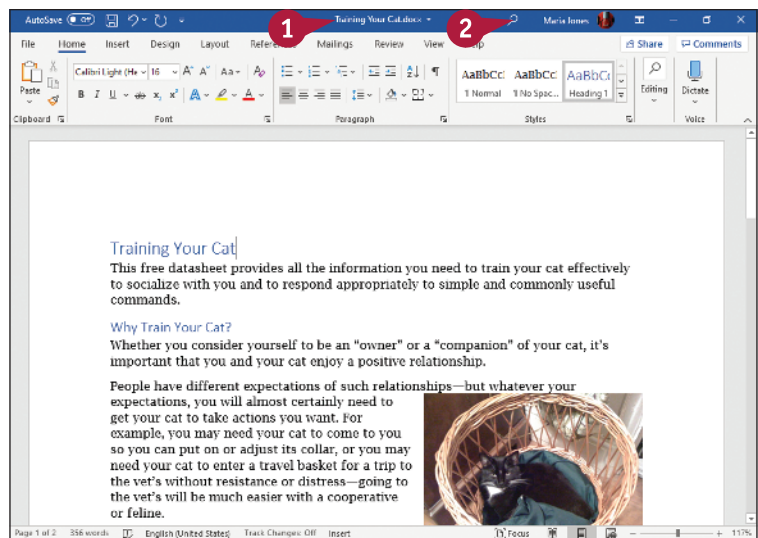 AutoSave Off Training Your Cat.docx Maria Jones
1 2
File Home Insert Design Layout Mailings Review View Share Comments
Calibri Light (He 16 A A Aa A AaBbCc AaBbCc AaBbCc
Paste B I U ab x, x² A A 1 Normal 1 No Spac... Heading 1 Editing Dictate
Clipboard Font Paragraph Styles Voice
Training Your Cat
This free datasheet provides all the information you need to train your cat effectively
to socialize with you and to respond appropriately to simple and commonly useful
commands.
Why Train Your Cat?
Whether you consider yourself to be an “owner” or a “companion” of your cat, it’s
important that you and your cat enjoy a positive relationship.
People have different expectations of such relationships—but whatever your
expectations, you will almost certainly need to
get your cat to take actions you want. For
example, you may need your cat to come to you
so you can put on or adjust its collar, or you may
need your cat to enter a travel basket for a trip to
the vet’s without resistance or distress—going to
the vet’s will be much easier with a cooperative
or feline.
Page 1 of 2 356 words English (United States) Track Changes: Off Insert Focus 117%